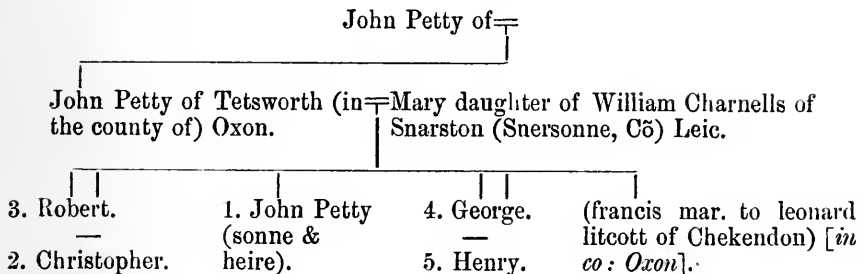 John Petty of
John Petty of Tetsworth (in
the county of) Oxon.
Mary daughter of William Charnells of
Snarston (Snersonne, Cõ) Leic.
3. Robert.
—
2. Christopher.
1. John Petty
(sonne &
heire).
4. George.
—
5. Henry.
(francis mar. to leonard
litcott of Chekendon) [in
co : Oxon].